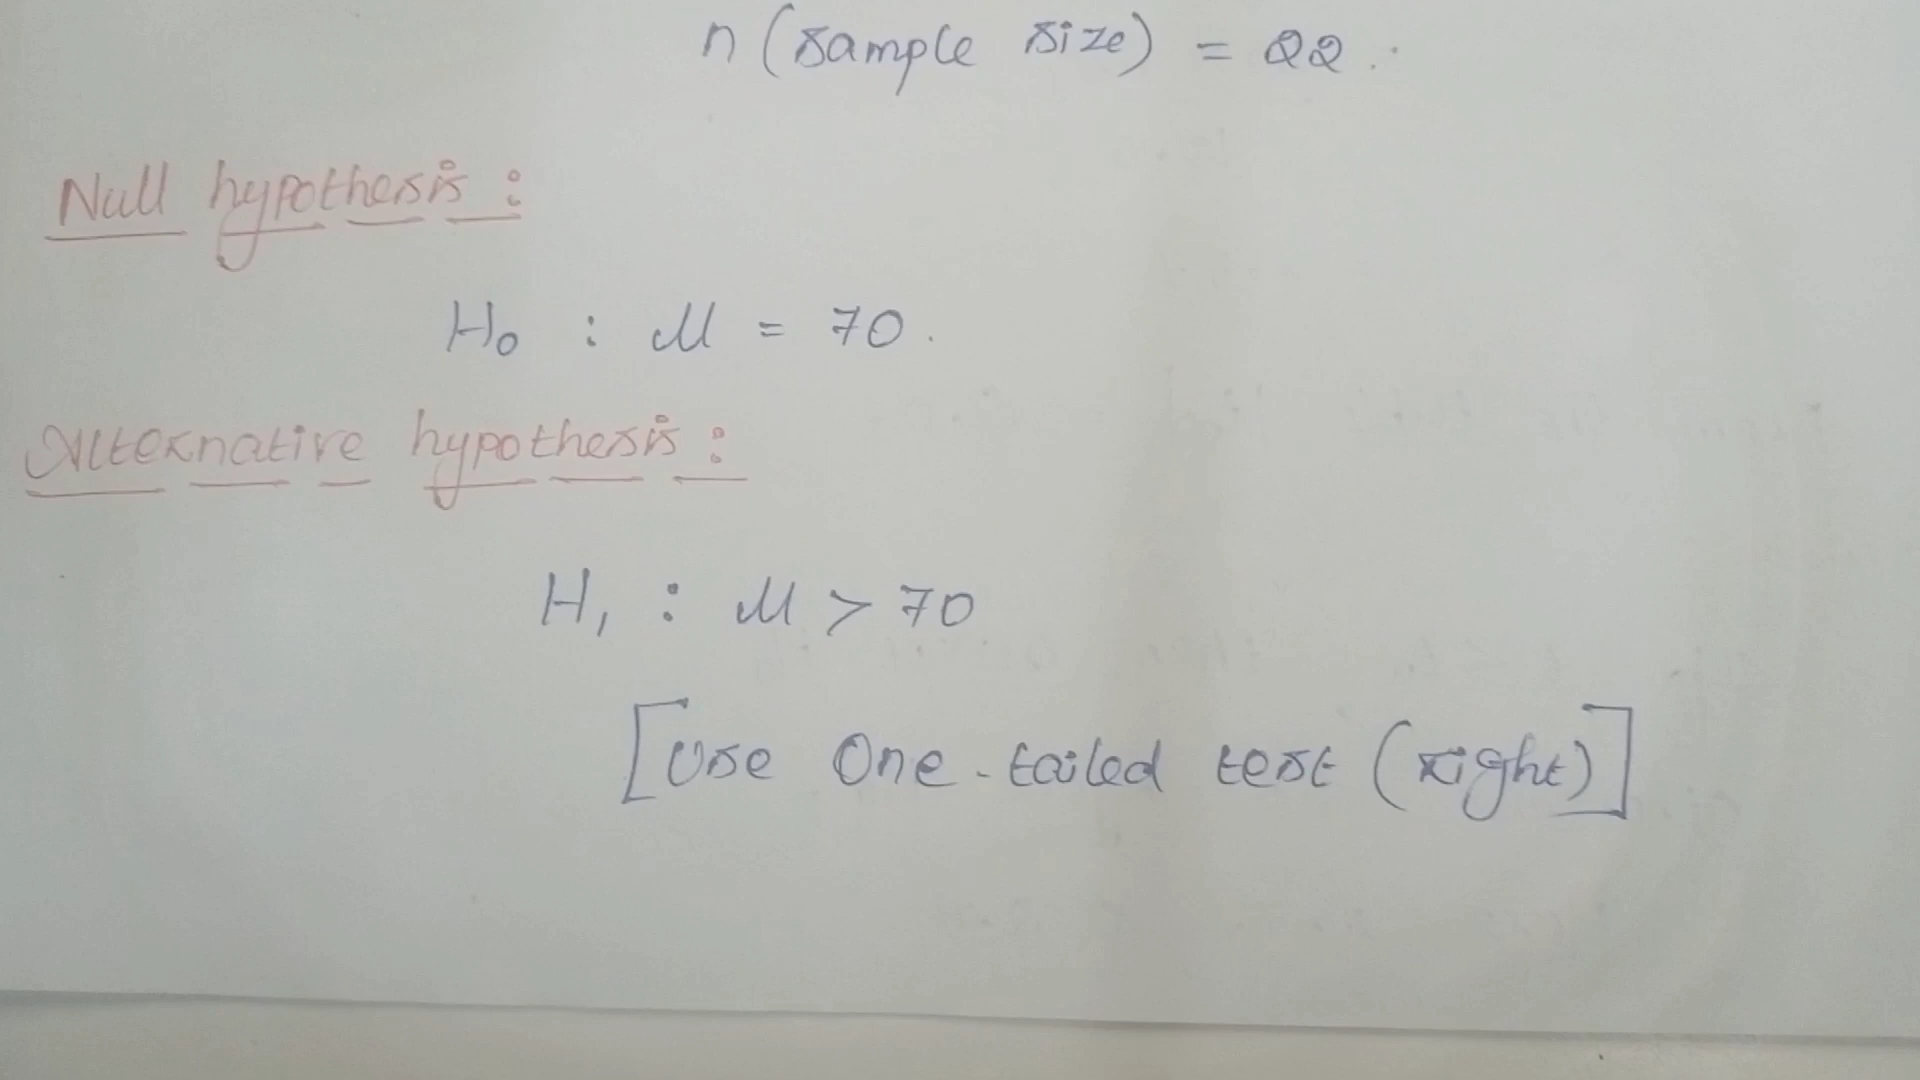 n (sample size) = 22.
Null hypothesis :
H₀ : μ = 70.
Alternative hypothesis :
H₁ : μ > 70
[Use One-tailed test (right)]